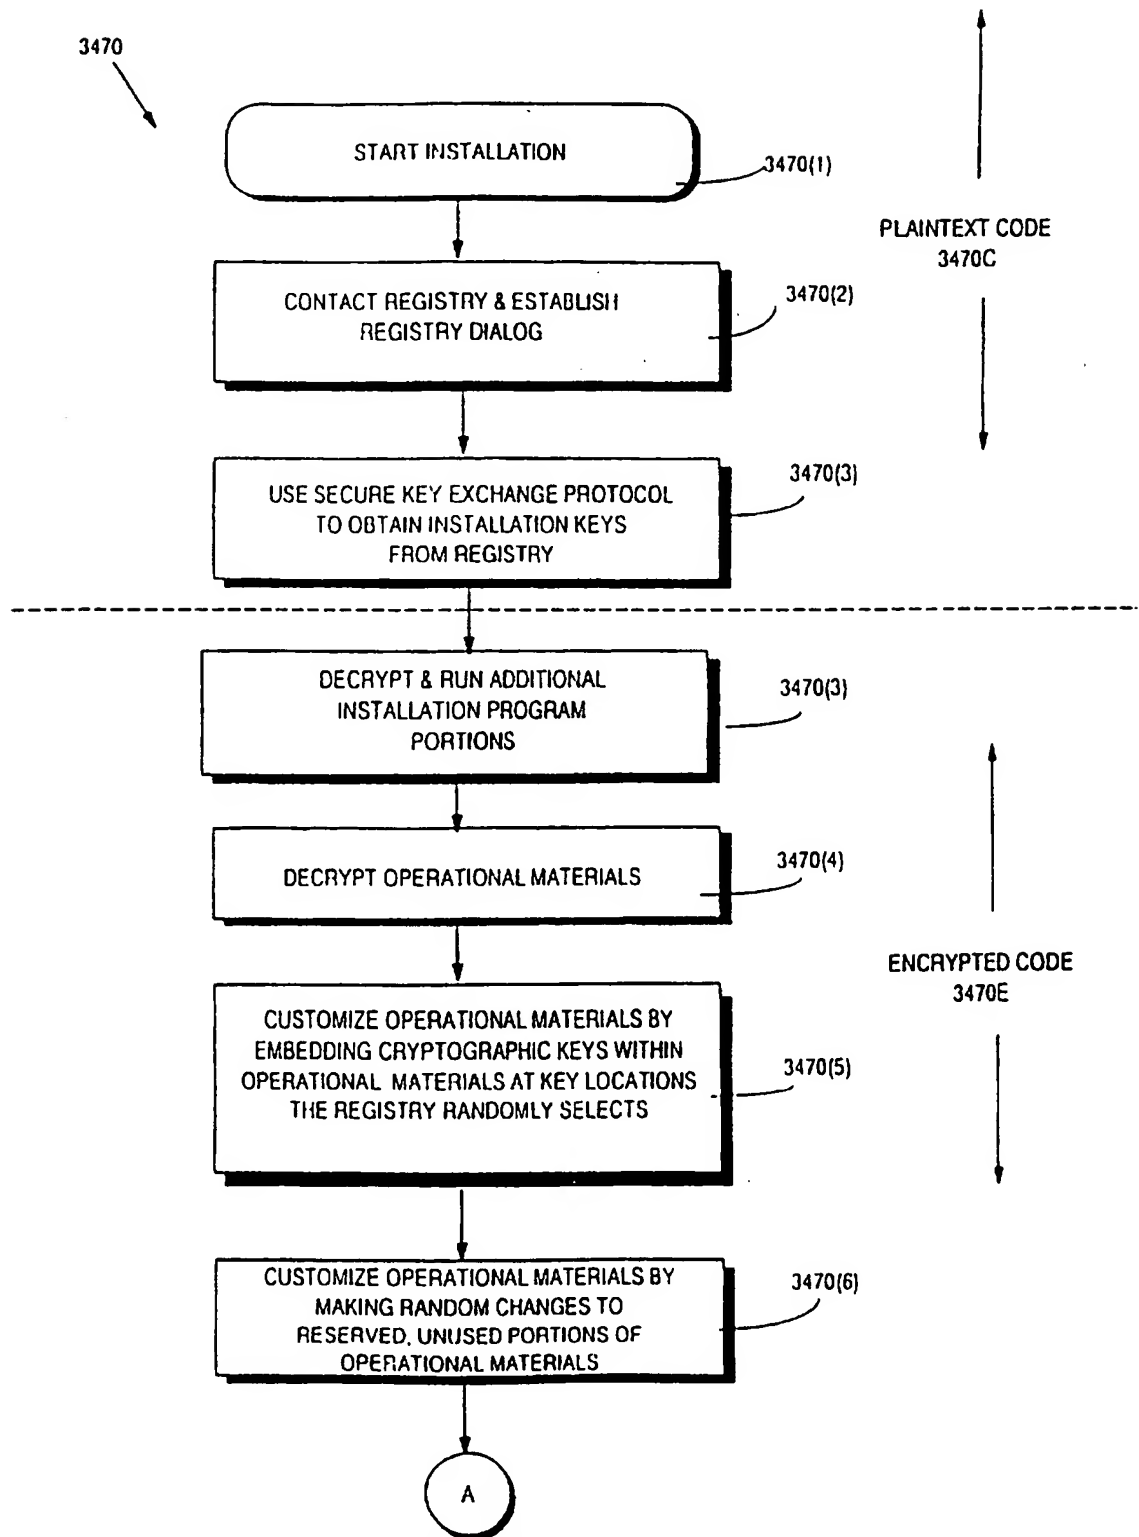 3470
START INSTALLATION
3470(1)
PLAINTEXT CODE
3470C
CONTACT REGISTRY & ESTABLISH
REGISTRY DIALOG
3470(2)
USE SECURE KEY EXCHANGE PROTOCOL
TO OBTAIN INSTALLATION KEYS
FROM REGISTRY
3470(3)
DECRYPT & RUN ADDITIONAL
INSTALLATION PROGRAM
PORTIONS
3470(3)
DECRYPT OPERATIONAL MATERIALS
3470(4)
ENCRYPTED CODE
3470E
CUSTOMIZE OPERATIONAL MATERIALS BY
EMBEDDING CRYPTOGRAPHIC KEYS WITHIN
OPERATIONAL MATERIALS AT KEY LOCATIONS
THE REGISTRY RANDOMLY SELECTS
3470(5)
CUSTOMIZE OPERATIONAL MATERIALS BY
MAKING RANDOM CHANGES TO
RESERVED, UNUSED PORTIONS OF
OPERATIONAL MATERIALS
3470(6)
A